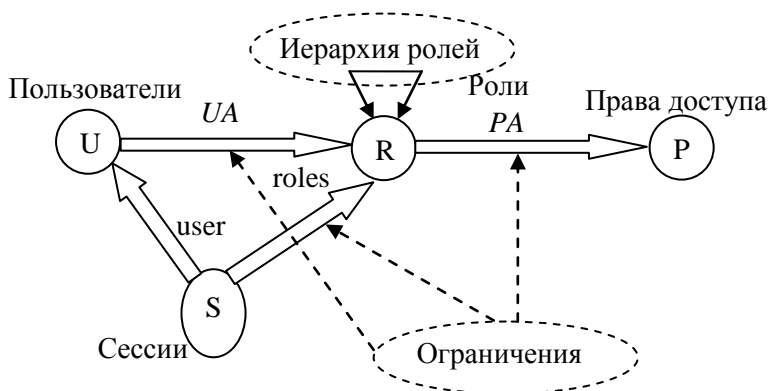 Иерархия ролей
Роли
Пользователи
Права доступа
UA
PA
U
R
P
roles
user
S
Сессии
Ограничения